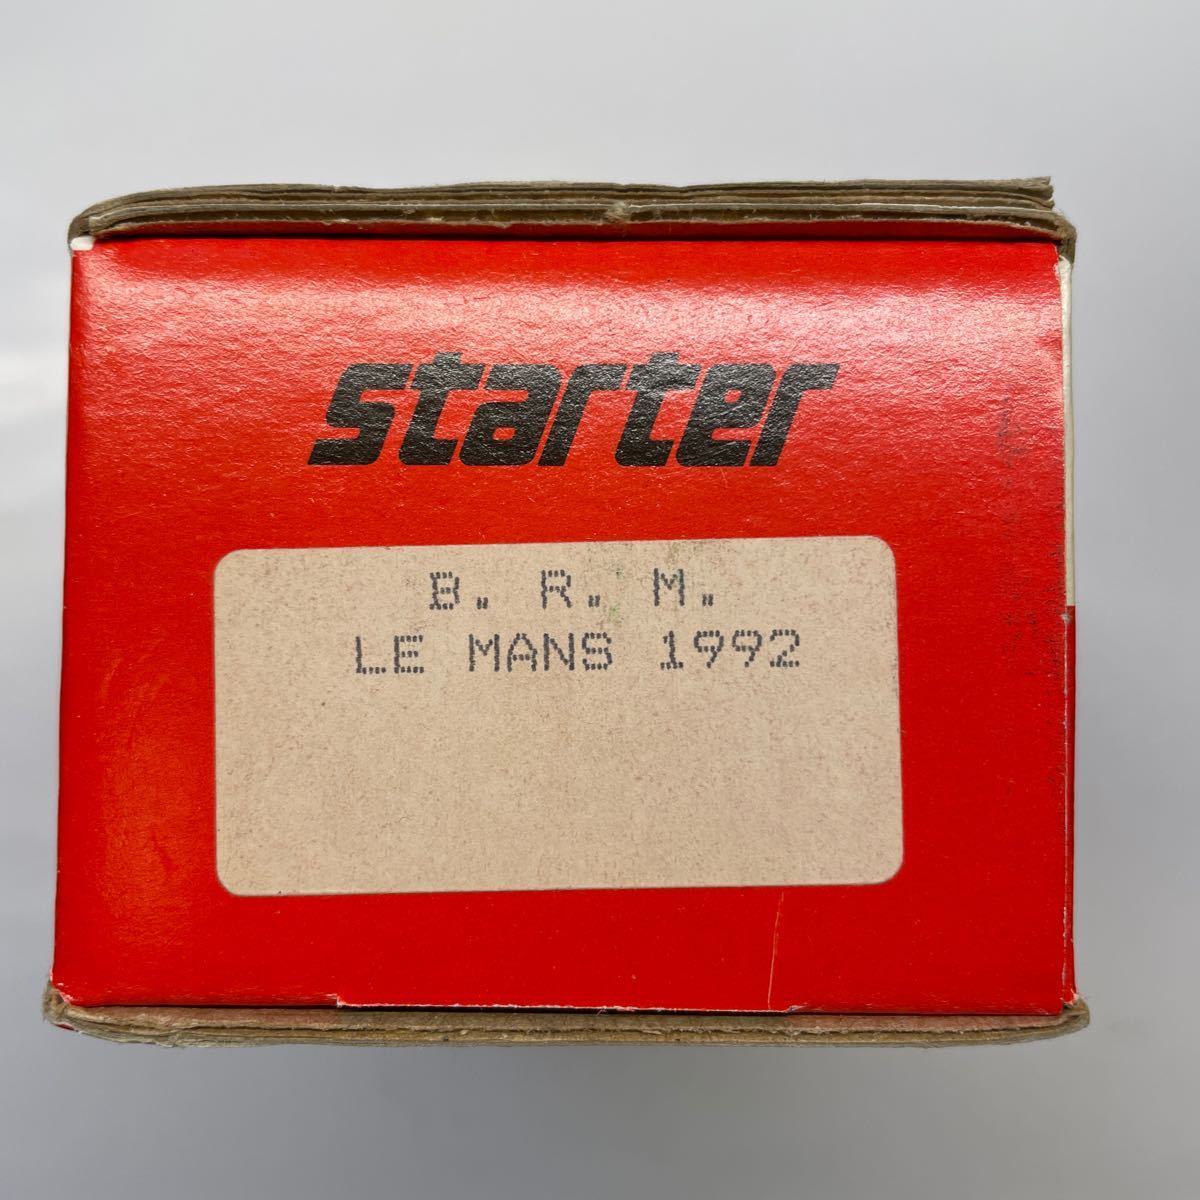 starter
B. R. M.
LE MANS 1992